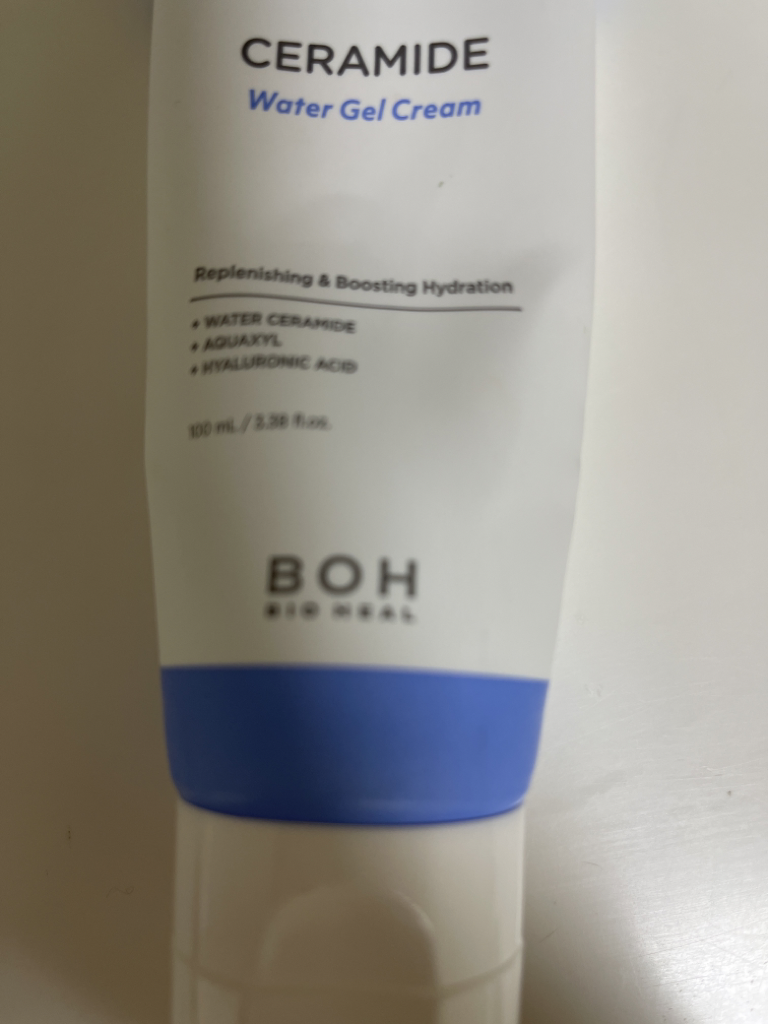 CERAMIDE
Water Gel Cream
Replenishing & Boosting Hydration
+ WATER CERAMIDE
+ AQUAXYL
+ HYALURONIC ACID
100 mL / 3.38 fl.oz.
BOH
BIO HEAL